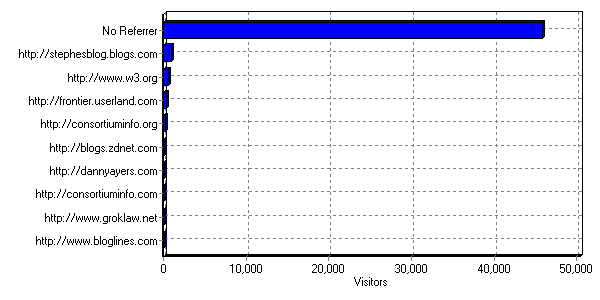 No Referrer
http://stephesblog.blogs.com
http://www.w3.org
http://frontier.userland.com
http://consortiuminfo.org
http://blogs.zdnet.com
http://dannyayers.com
http://consortiuminfo.com
http://www.groklaw.net
http://www.bloglines.com
0 10,000 20,000 30,000 40,000 50,000
Visitors